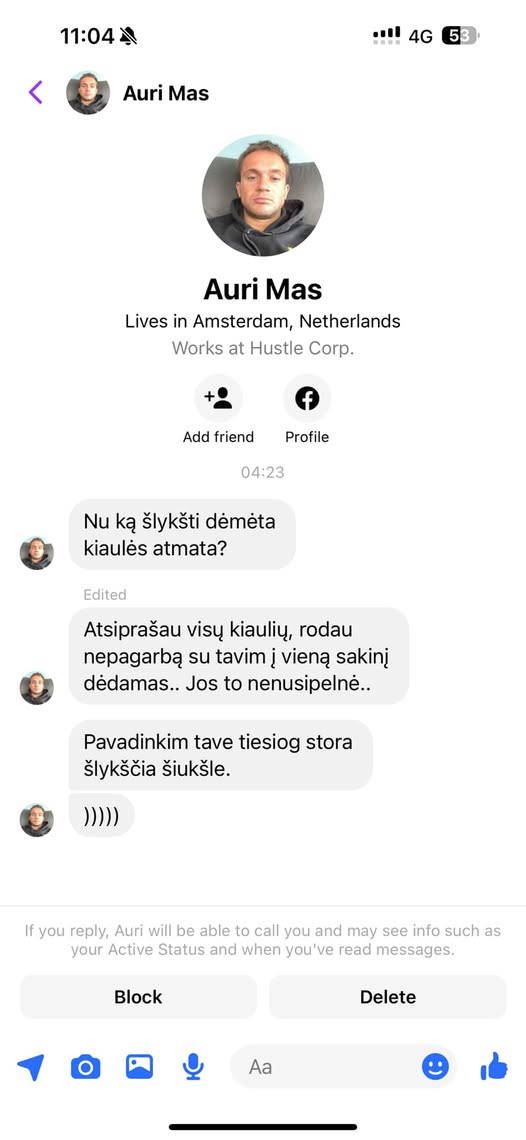 11:04
4G
53
Auri Mas
Auri Mas
Lives in Amsterdam, Netherlands
Works at Hustle Corp.
Add friend
Profile
04:23
Nu ką šlykšti dėmėta
kiaulės atmata?
Edited
Atsiprašau visų kiaulių, rodau
nepagarbą su tavim į vieną sakinį
dėdamas.. Jos to nenusipelnė..
Pavadinkim tave tiesiog stora
šlykščia šiukšle.
)))))
If you reply, Auri will be able to call you and may see info such as
your Active Status and when you've read messages.
Block
Delete
Aa